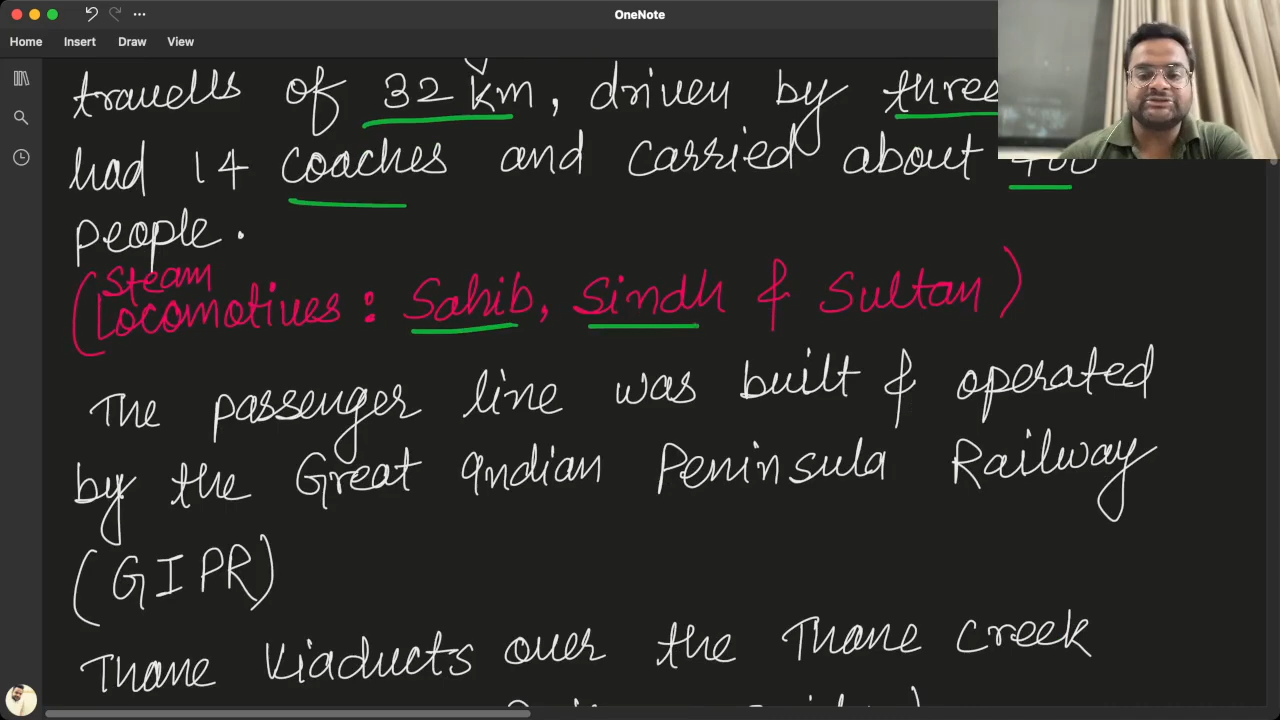 OneNote
Home Insert Draw View
travells of 32 km, driven by three
had 14 coaches and carried about 400
people.
(Steam
Locomotives : Sahib, Sindh & Sultan)
The passenger line was built & operated
by the Great Indian Peninsula Railway
(GIPR)
Thane Viaducts over the Thane creek